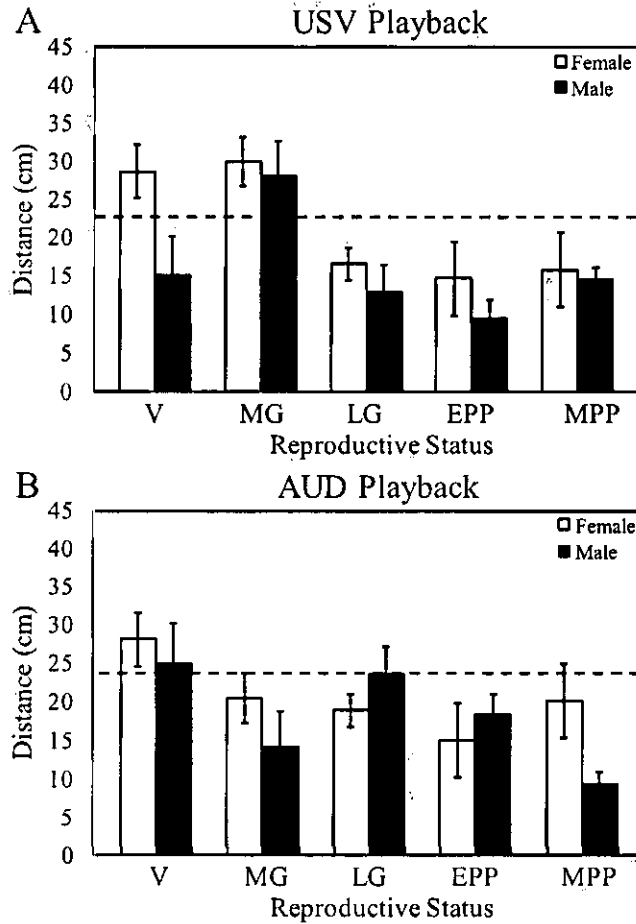 A
USV Playback
45
40
35
30
25
20
15
10
5
0
Distance (cm)
Female
Male
V MG LG EPP MPP
Reproductive Status
B
AUD Playback
45
40
35
30
25
20
15
10
5
0
Distance (cm)
Female
Male
V MG LG EPP MPP
Reproductive Status